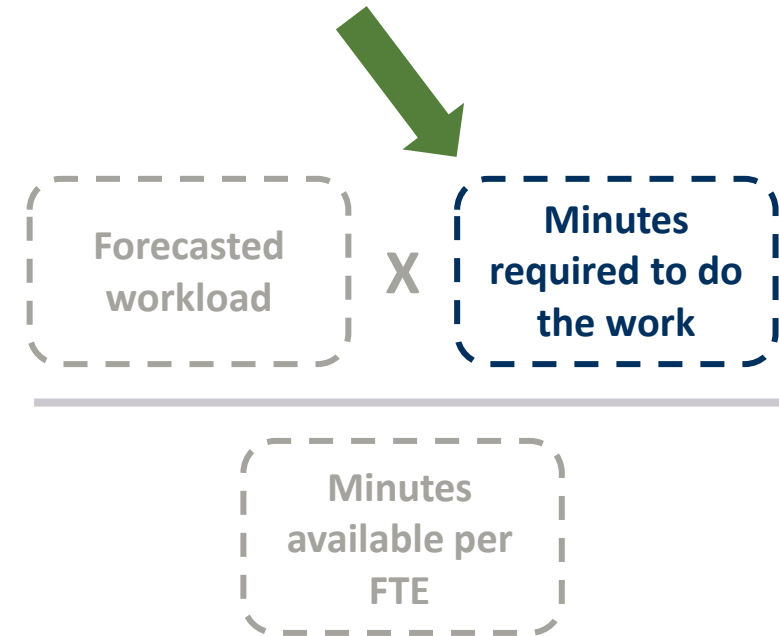 Forecasted
workload
X
Minutes
required to do
the work
Minutes
available per
FTE